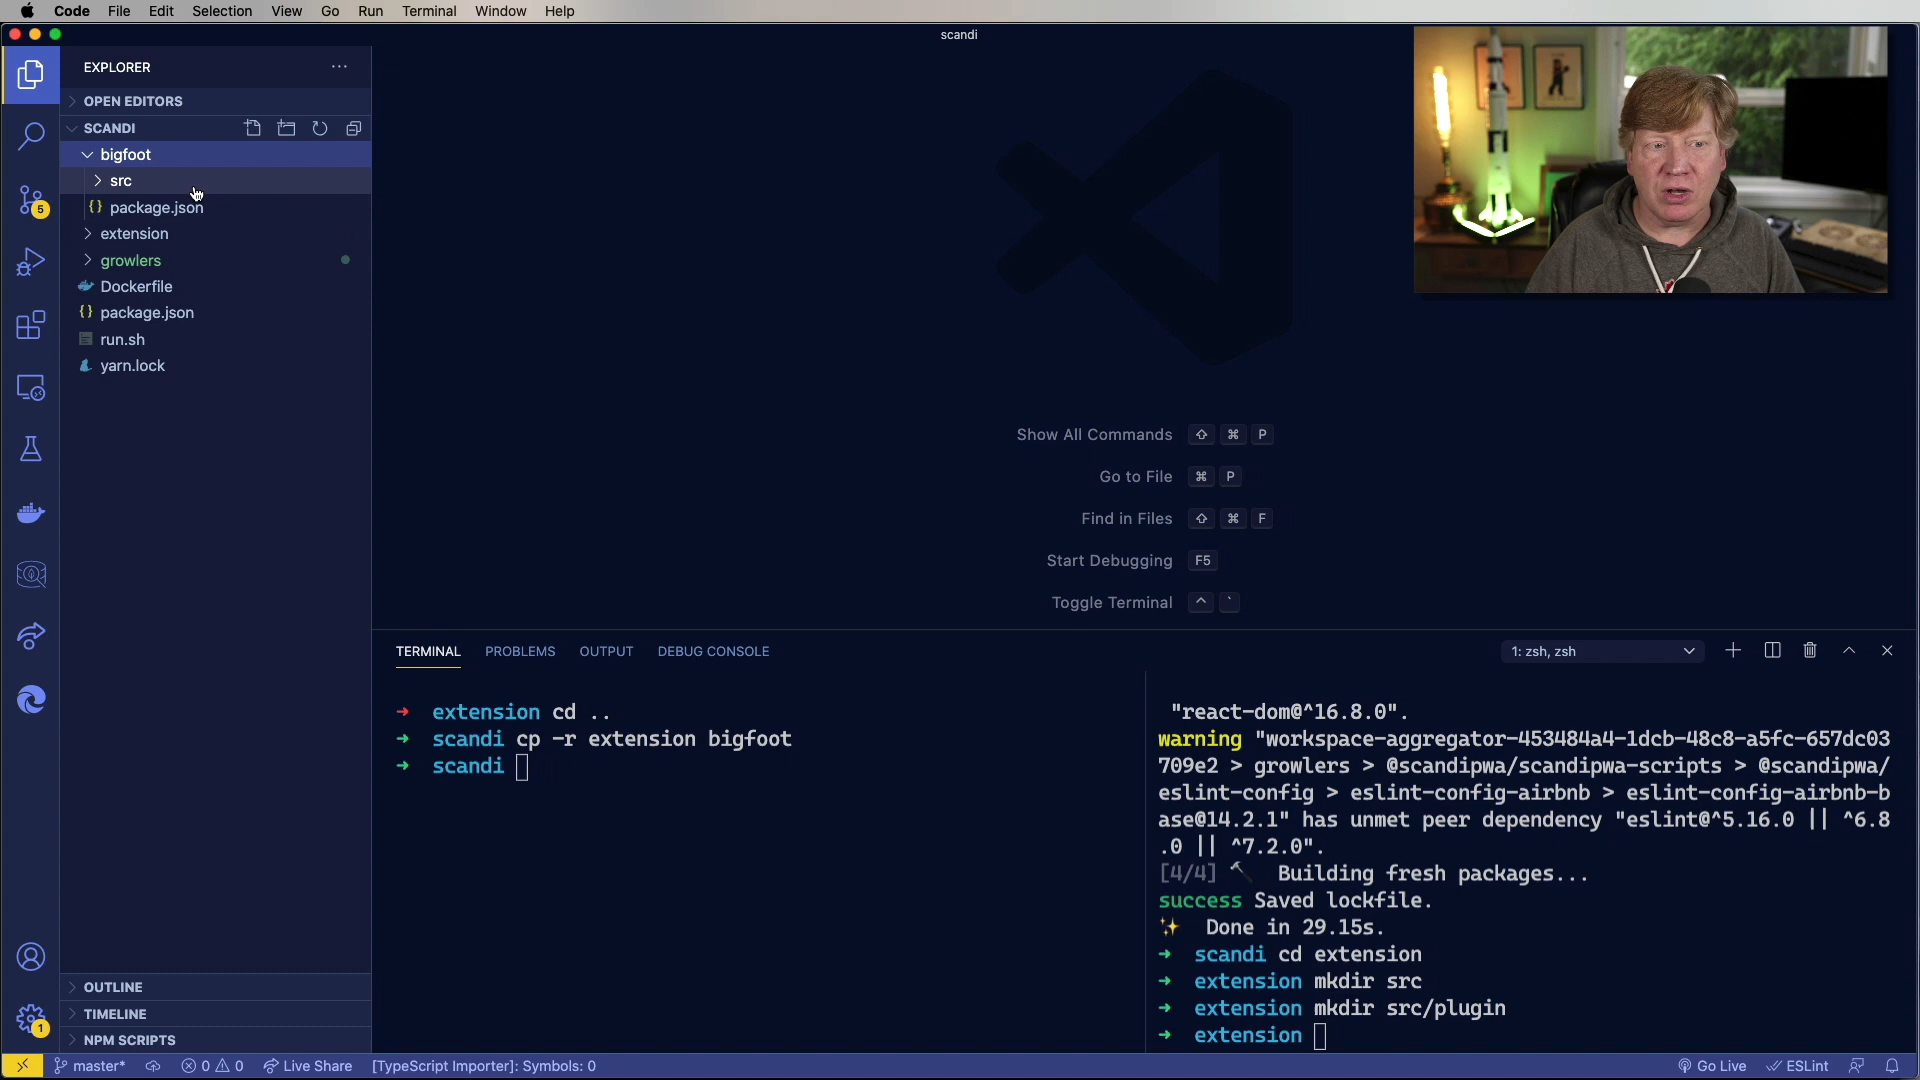 Code File Edit Selection View Go Run Terminal Window Help
scandi
EXPLORER
OPEN EDITORS
SCANDI
bigfoot
src
package.json
extension
growlers
Dockerfile
package.json
run.sh
yarn.lock
5
1
OUTLINE
TIMELINE
NPM SCRIPTS
Show All Commands ⇧ ⌘ P
Go to File ⌘ P
Find in Files ⇧ ⌘ F
Start Debugging F5
Toggle Terminal ^ `
TERMINAL PROBLEMS OUTPUT DEBUG CONSOLE
1: zsh, zsh
➜ extension cd ..
➜ scandi cp -r extension bigfoot
➜ scandi
"react-dom@^16.8.0".
warning "workspace-aggregator-453484a4-1dcb-48c8-a5fc-657dc03
709e2 > growlers > @scandipwa/scandipwa-scripts > @scandipwa/
eslint-config > eslint-config-airbnb > eslint-config-airbnb-b
ase@14.2.1" has unmet peer dependency "eslint@^5.16.0 || ^6.8
.0 || ^7.2.0".
[4/4] 🔨 Building fresh packages...
success Saved lockfile.
✨ Done in 29.15s.
➜ scandi cd extension
➜ extension mkdir src
➜ extension mkdir src/plugin
➜ extension
master* 0 0 Live Share [TypeScript Importer]: Symbols: 0 Go Live ESLint